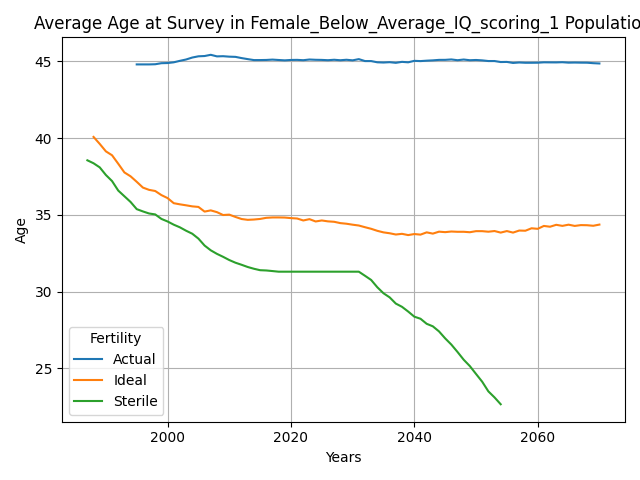 Average Age at Survey in Female_Below_Average_IQ_scoring_1 Populatio
45
40
35
30
25
Age
Fertility
Actual
Ideal
Sterile
2000
2020
2040
2060
Years